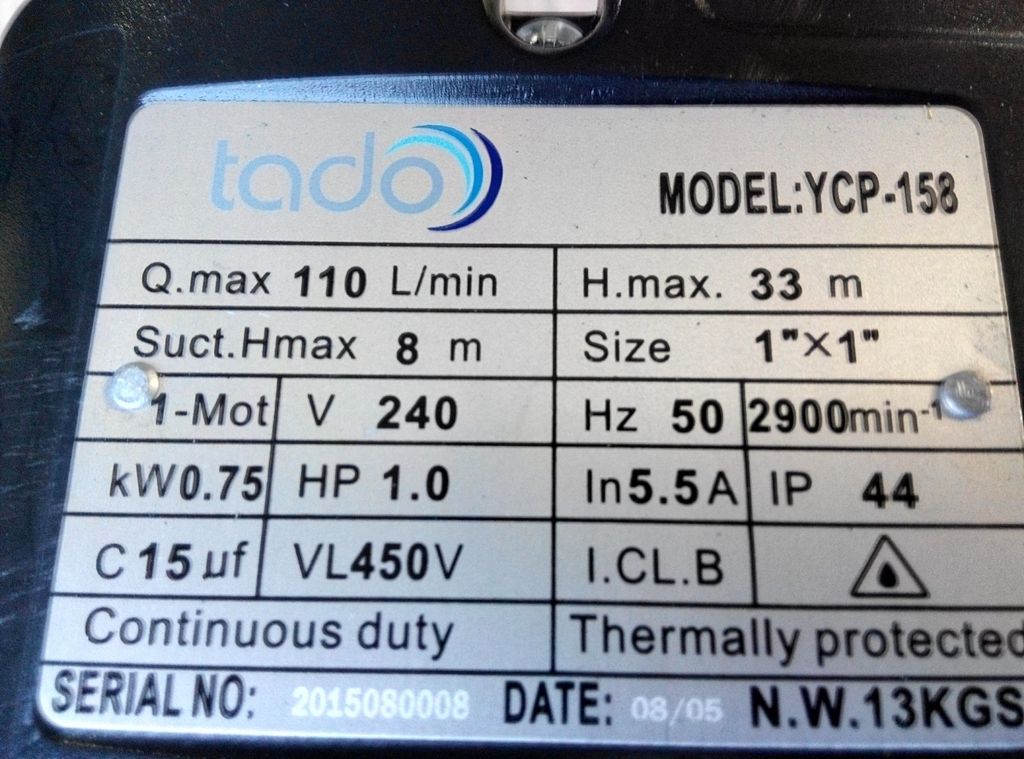 tado
MODEL:YCP-158
Q.max 110 L/min H.max. 33 m
Suct.Hmax 8 m Size 1"×1"
1-Mot V 240 Hz 50 2900min-¹
kW0.75 HP 1.0 In5.5A IP 44
C 15 µf VL450V I.CL.B
Continuous duty Thermally protected
SERIAL NO: 2015080008 DATE: 08/05 N.W.13KGS